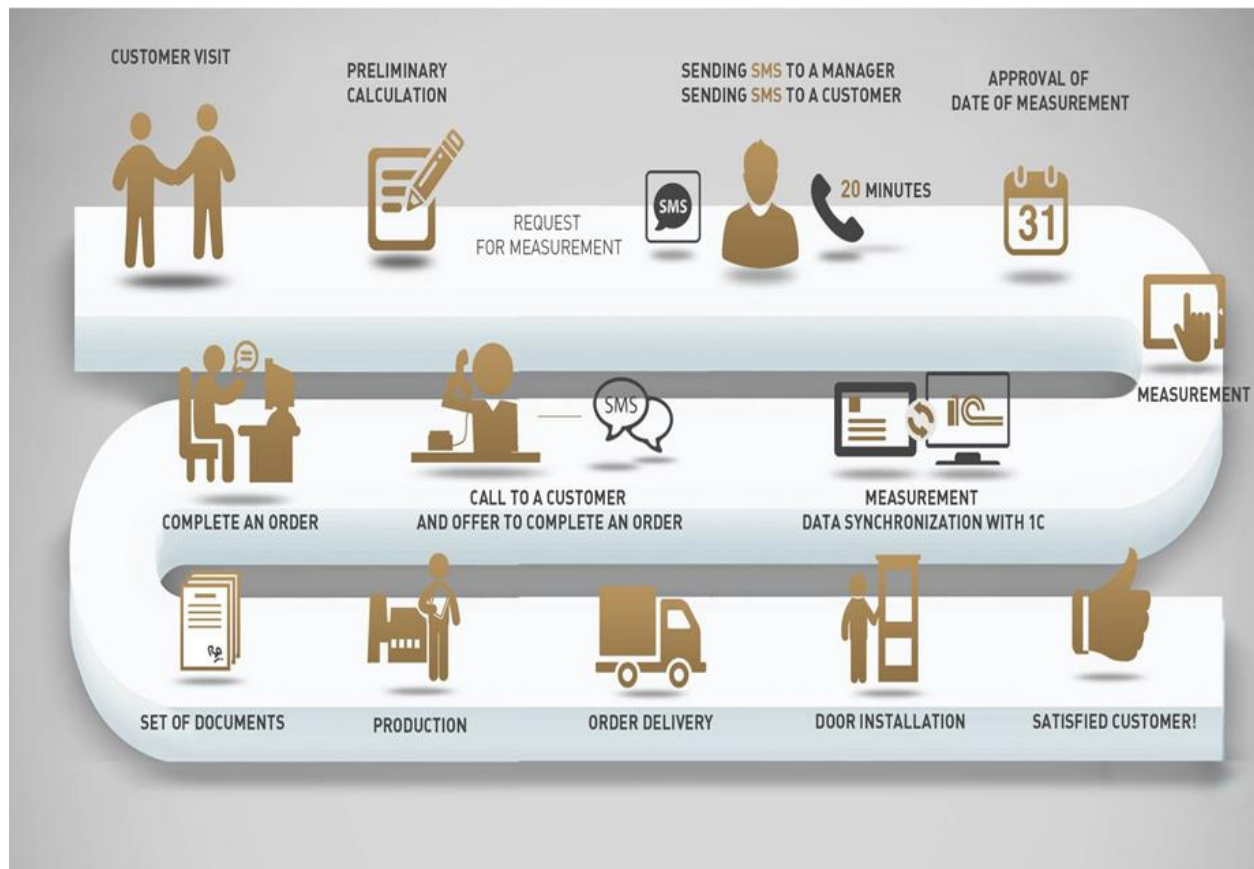 CUSTOMER VISIT
PRELIMINARY
CALCULATION
REQUEST
FOR MEASUREMENT
SENDING SMS TO A MANAGER
SENDING SMS TO A CUSTOMER
SMS
20 MINUTES
APPROVAL OF
DATE OF MEASUREMENT
31
MEASUREMENT
MEASUREMENT
DATA SYNCHRONIZATION WITH 1C
1C
SMS
CALL TO A CUSTOMER
AND OFFER TO COMPLETE AN ORDER
COMPLETE AN ORDER
SET OF DOCUMENTS
PRODUCTION
ORDER DELIVERY
DOOR INSTALLATION
SATISFIED CUSTOMER!